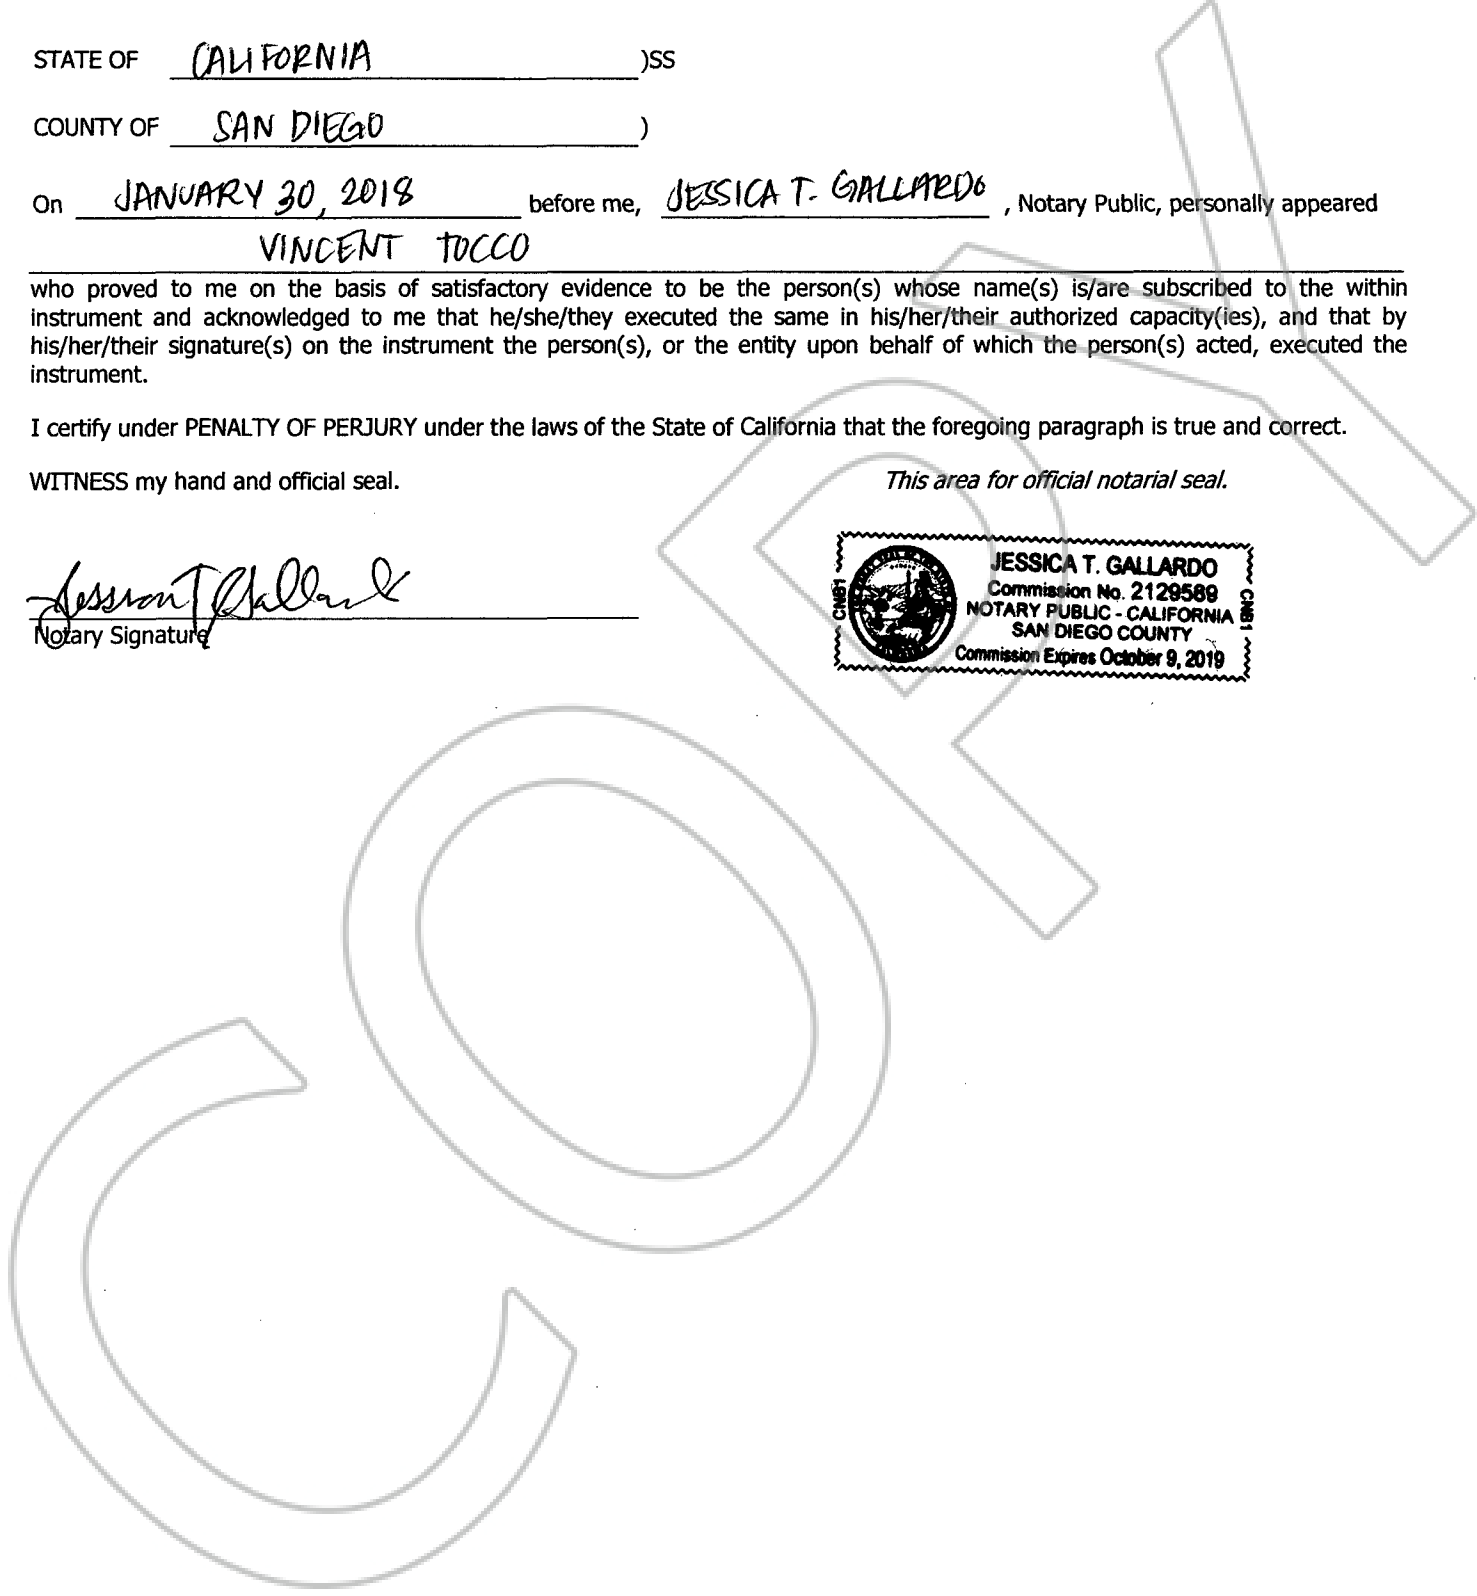 STATE OF CALIFORNIA )SS
COUNTY OF SAN DIEGO )
On JANUARY 30, 2018 before me, JESSICA T. GALLARDO , Notary Public, personally appeared
VINCENT TOCCO
who proved to me on the basis of satisfactory evidence to be the person(s) whose name(s) is/are subscribed to the within
instrument and acknowledged to me that he/she/they executed the same in his/her/their authorized capacity(ies), and that by
his/her/their signature(s) on the instrument the person(s), or the entity upon behalf of which the person(s) acted, executed the
instrument.
I certify under PENALTY OF PERJURY under the laws of the State of California that the foregoing paragraph is true and correct.
WITNESS my hand and official seal.
This area for official notarial seal.
Jessica T Gallardo
Notary Signature
CNB1
JESSICA T. GALLARDO
Commission No. 2129589
NOTARY PUBLIC - CALIFORNIA
SAN DIEGO COUNTY
Commission Expires October 9, 2019
CNB1
COPY